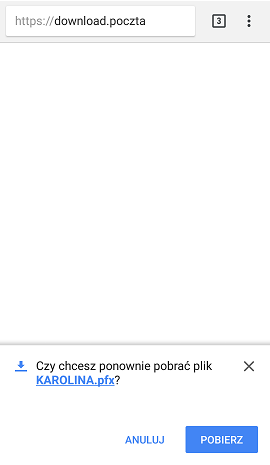 https://download.poczta
3
Czy chcesz ponownie pobrać plik
KAROLINA.pfx?
ANULUJ
POBIERZ